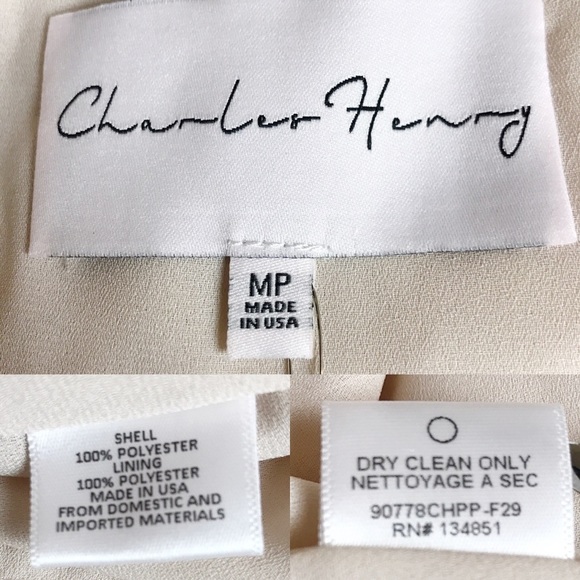 Charles Henry
MP
MADE
IN USA
SHELL
100% POLYESTER
LINING
100% POLYESTER
MADE IN USA
FROM DOMESTIC AND
IMPORTED MATERIALS
DRY CLEAN ONLY
NETTOYAGE A SEC
90778CHPP-F29
RN# 134851